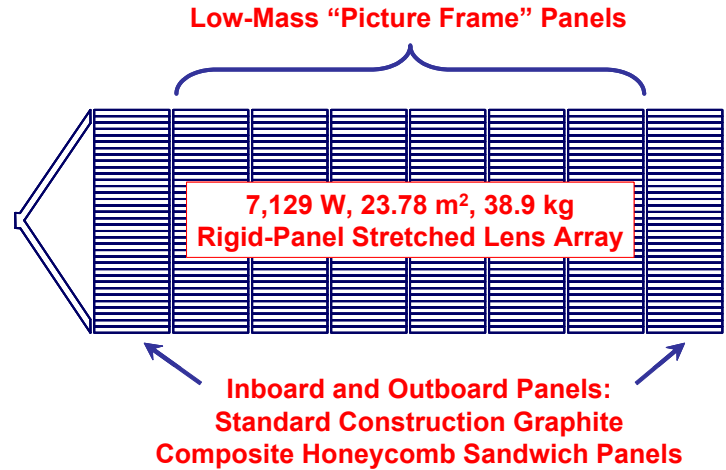 Low-Mass “Picture Frame” Panels
7,129 W, 23.78 m², 38.9 kg
Rigid-Panel Stretched Lens Array
Inboard and Outboard Panels:
Standard Construction Graphite
Composite Honeycomb Sandwich Panels